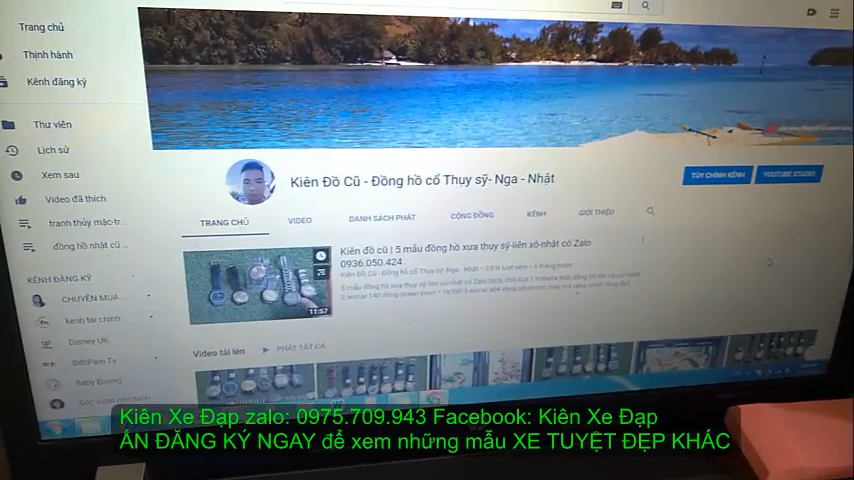 Trang chủ
Thịnh hành
Kênh đăng ký
Thư viện
Lịch sử
Xem sau
Video đã thích
tranh thủy mặc-tr...
đồng hồ nhật cũ ...
KÊNH ĐĂNG KÝ
CHUYÊN MUA ...
kenh tai chinh
Disney UK
BiBiPam Tv
Baby Boong
Kiên Đồ Cũ - Đồng hồ cổ Thụy sỹ- Nga - Nhật
TÙY CHỈNH KÊNH
YOUTUBE STUDIO
TRANG CHỦ
VIDEO
DANH SÁCH PHÁT
CỘNG ĐỒNG
KÊNH
GIỚI THIỆU
Kiên đồ cũ | 5 mẫu đồng hồ xưa thụy sỹ-liên xô-nhật cổ Zalo
0936.050.424
11:57
Video tải lên
PHÁT TẤT CẢ
Kiên Xe Đạp zalo: 0975.709.943 Facebook: Kiên Xe Đạp
ẤN ĐĂNG KÝ NGAY để xem những mẫu XE TUYỆT ĐẸP KHÁC